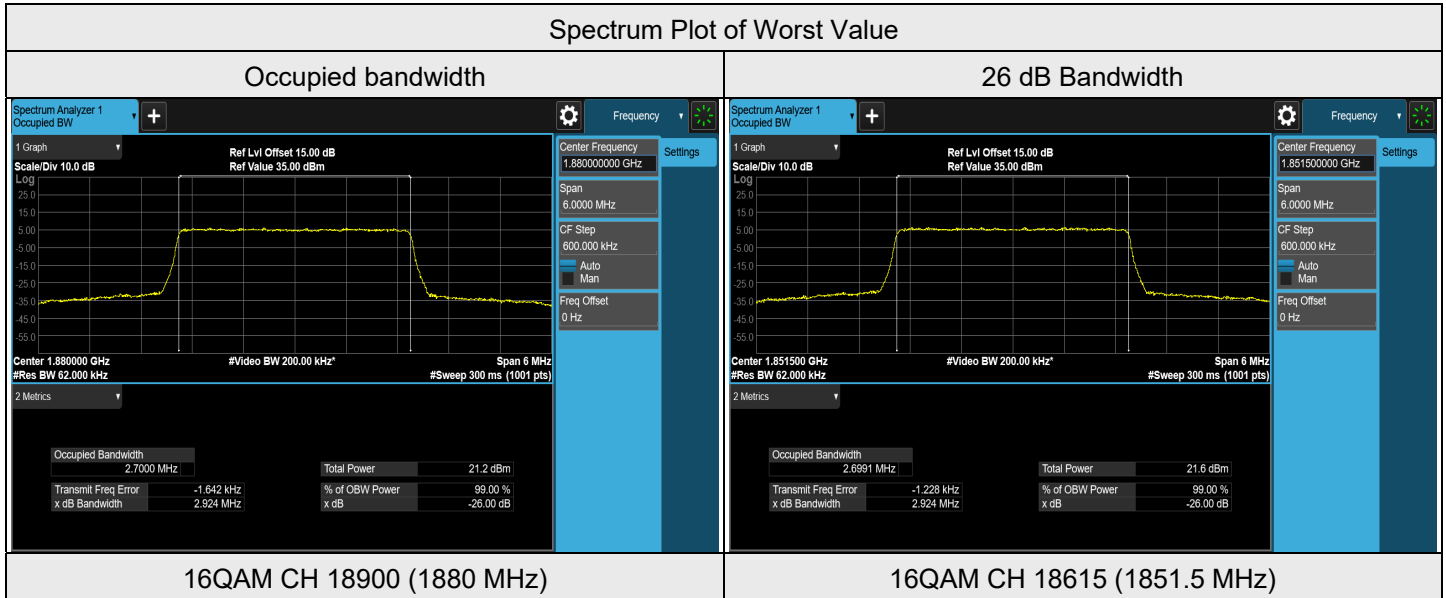 Spectrum Plot of Worst Value
Occupied bandwidth
26 dB Bandwidth
Spectrum Analyzer 1
Occupied BW
Frequency
1 Graph
Scale/Div 10.0 dB
Ref Lvl Offset 15.00 dB
Ref Value 35.00 dBm
Log
25.0
15.0
5.00
-5.00
-15.0
-25.0
-35.0
-45.0
-55.0
Center 1.880000 GHz
#Video BW 200.00 kHz*
Span 6 MHz
#Res BW 62.000 kHz
#Sweep 300 ms (1001 pts)
Center Frequency
1.880000000 GHz
Settings
Span
6.0000 MHz
CF Step
600.000 kHz
Auto
Man
Freq Offset
0 Hz
2 Metrics
Occupied Bandwidth
2.7000 MHz
Total Power 21.2 dBm
Transmit Freq Error -1.642 kHz % of OBW Power 99.00 %
x dB Bandwidth 2.924 MHz x dB -26.00 dB
Spectrum Analyzer 1
Occupied BW
Frequency
1 Graph
Scale/Div 10.0 dB
Ref Lvl Offset 15.00 dB
Ref Value 35.00 dBm
Log
25.0
15.0
5.00
-5.00
-15.0
-25.0
-35.0
-45.0
-55.0
Center 1.851500 GHz
#Video BW 200.00 kHz*
Span 6 MHz
#Res BW 62.000 kHz
#Sweep 300 ms (1001 pts)
Center Frequency
1.851500000 GHz
Settings
Span
6.0000 MHz
CF Step
600.000 kHz
Auto
Man
Freq Offset
0 Hz
2 Metrics
Occupied Bandwidth
2.6991 MHz
Total Power 21.6 dBm
Transmit Freq Error -1.228 kHz % of OBW Power 99.00 %
x dB Bandwidth 2.924 MHz x dB -26.00 dB
16QAM CH 18900 (1880 MHz)
16QAM CH 18615 (1851.5 MHz)